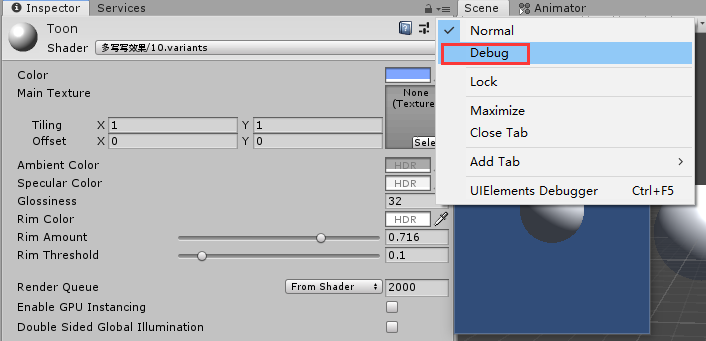 Inspector Services
Toon
Shader 多写写效果/10.variants
Color
Main Texture
None
(Texture
Tiling X 1 Y 1
Offset X 0 Y 0
Selec
Ambient Color HDR
Specular Color HDR
Glossiness 32
Rim Color HDR
Rim Amount 0.716
Rim Threshold 0.1
Render Queue From Shader 2000
Enable GPU Instancing
Double Sided Global Illumination
Scene Animator
Normal
Debug
Lock
Maximize
Close Tab
Add Tab
UIElements Debugger Ctrl+F5